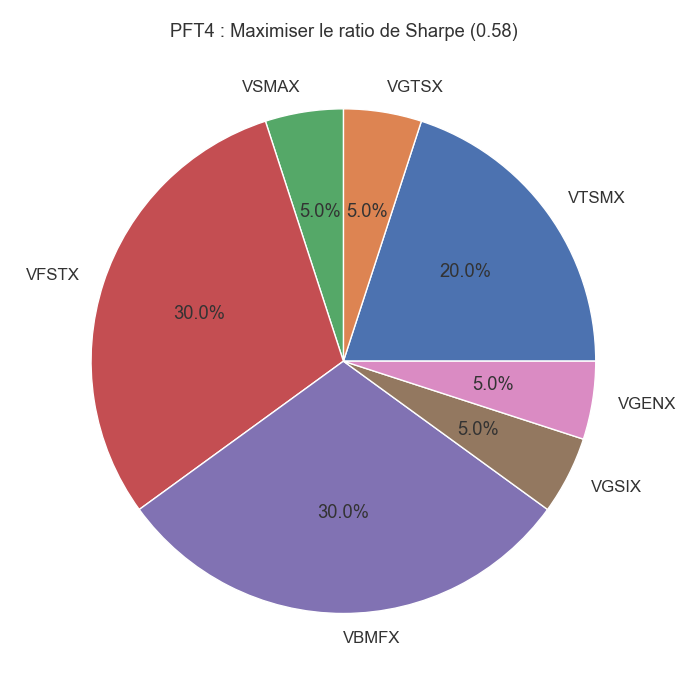 PFT4 : Maximiser le ratio de Sharpe (0.58)
VSMAX
VGTSX
VTSMX
5.0%
5.0%
20.0%
VFSTX
30.0%
5.0%
VGENX
5.0%
VGSIX
30.0%
VBMFX